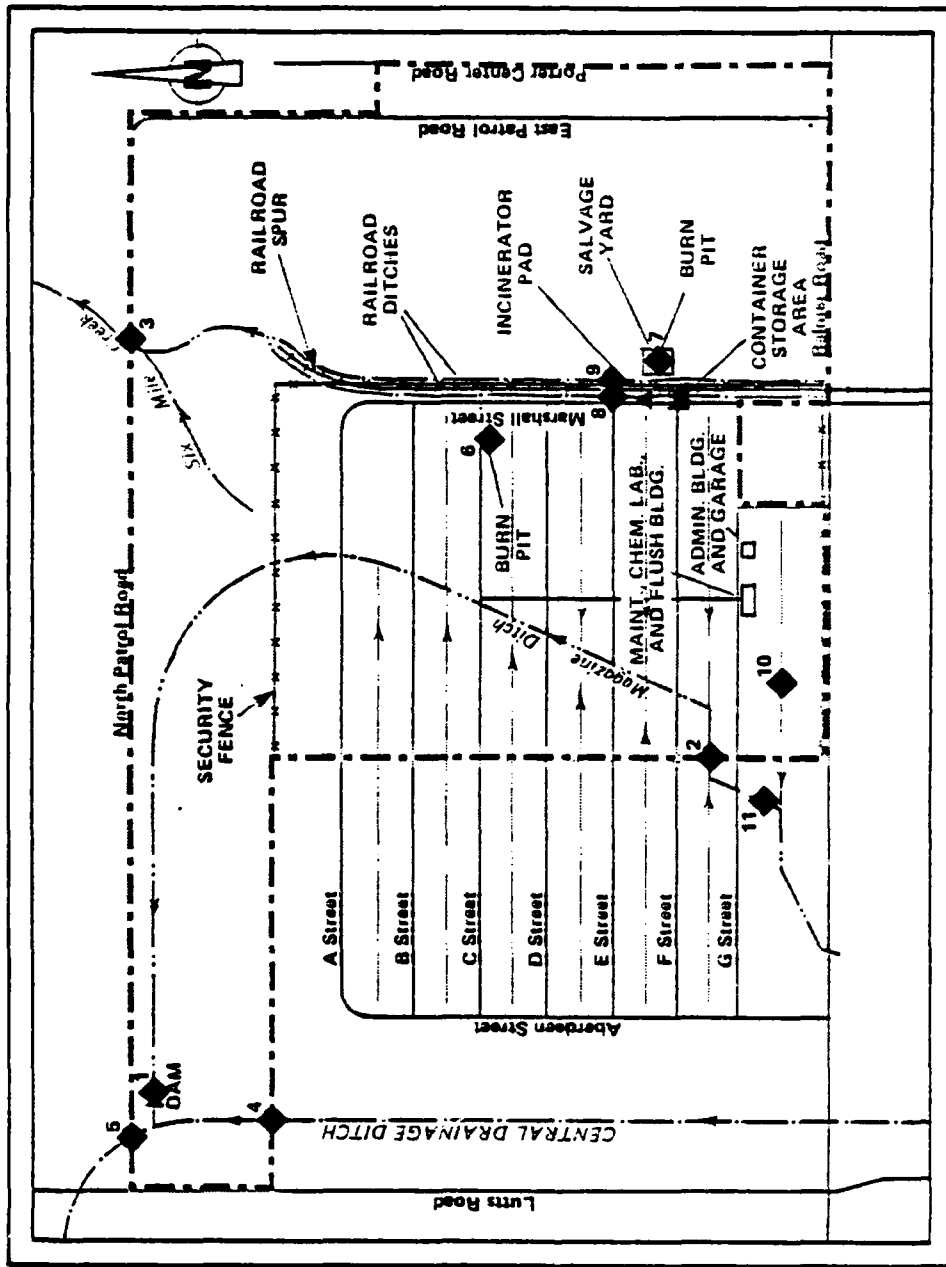 N
North Patrol Road
Lutts Road
Porter Center Road
East Patrol Road
Six
Mile
Creek
3
5
1
DAM
4
CENTRAL DRAINAGE DITCH
SECURITY
FENCE
RAILROAD
SPUR
RAILROAD
DITCHES
INCINERATOR
PAD
SALVAGE
YARD
BURN
PIT
CONTAINER
STORAGE
AREA
Balmer Road
A Street
B Street
C Street
D Street
E Street
F Street
G Street
Aberdeen Street
Marshall Street
6
BURN
PIT
8
9
7
Magazine
Ditch
MAINT., CHEM. LAB.,
AND FLUSH BLDG.
ADMIN. BLDG.
AND GARAGE
2
10
11